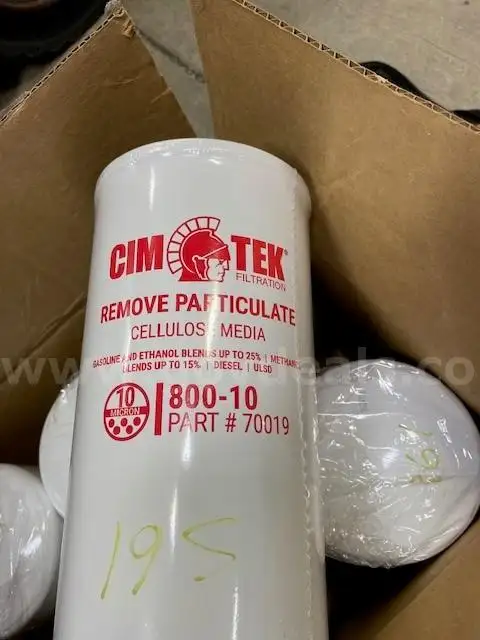 CIM TEK®
FILTRATION
REMOVE PARTICULATE
CELLULOSE MEDIA
GASOLINE AND ETHANOL BLENDS UP TO 25% | METHANOL
BLENDS UP TO 15% | DIESEL | ULSD
10
MICRON
800-10
PART # 70019
195